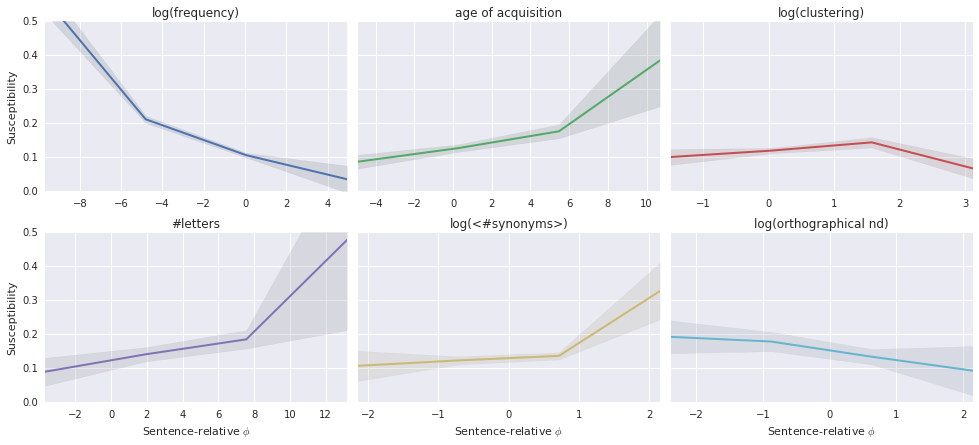 log(frequency)
age of acquisition
log(clustering)
Susceptibility
0.5
0.4
0.3
0.2
0.1
0.0
−8 −6 −4 −2 0 2 4
−4 −2 0 2 4 6 8 10
−1 0 1 2 3
#letters
log(<#synonyms>)
log(orthographical nd)
Susceptibility
0.5
0.4
0.3
0.2
0.1
0.0
−2 0 2 4 6 8 10 12
−2 −1 0 1 2
−2 −1 0 1 2
Sentence-relative ϕ
Sentence-relative ϕ
Sentence-relative ϕ